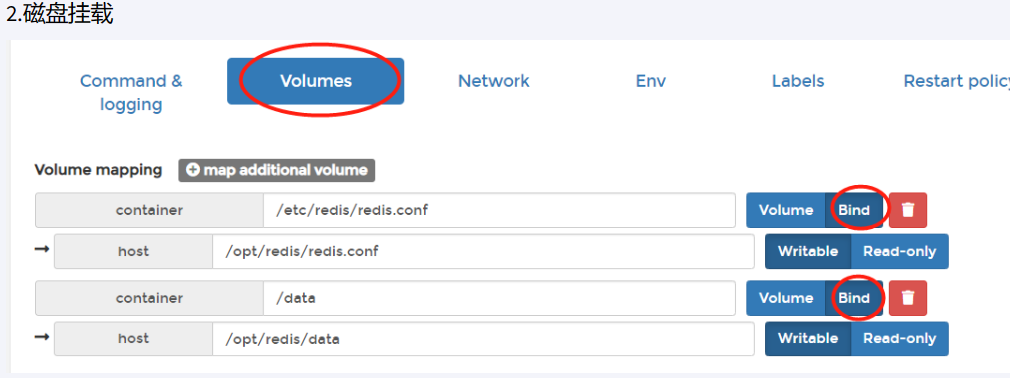 2.磁盘挂载
Command & logging Volumes Network Env Labels Restart policy
Volume mapping map additional volume
container /etc/redis/redis.conf Volume Bind
host /opt/redis/redis.conf Writable Read-only
container /data Volume Bind
host /opt/redis/data Writable Read-only